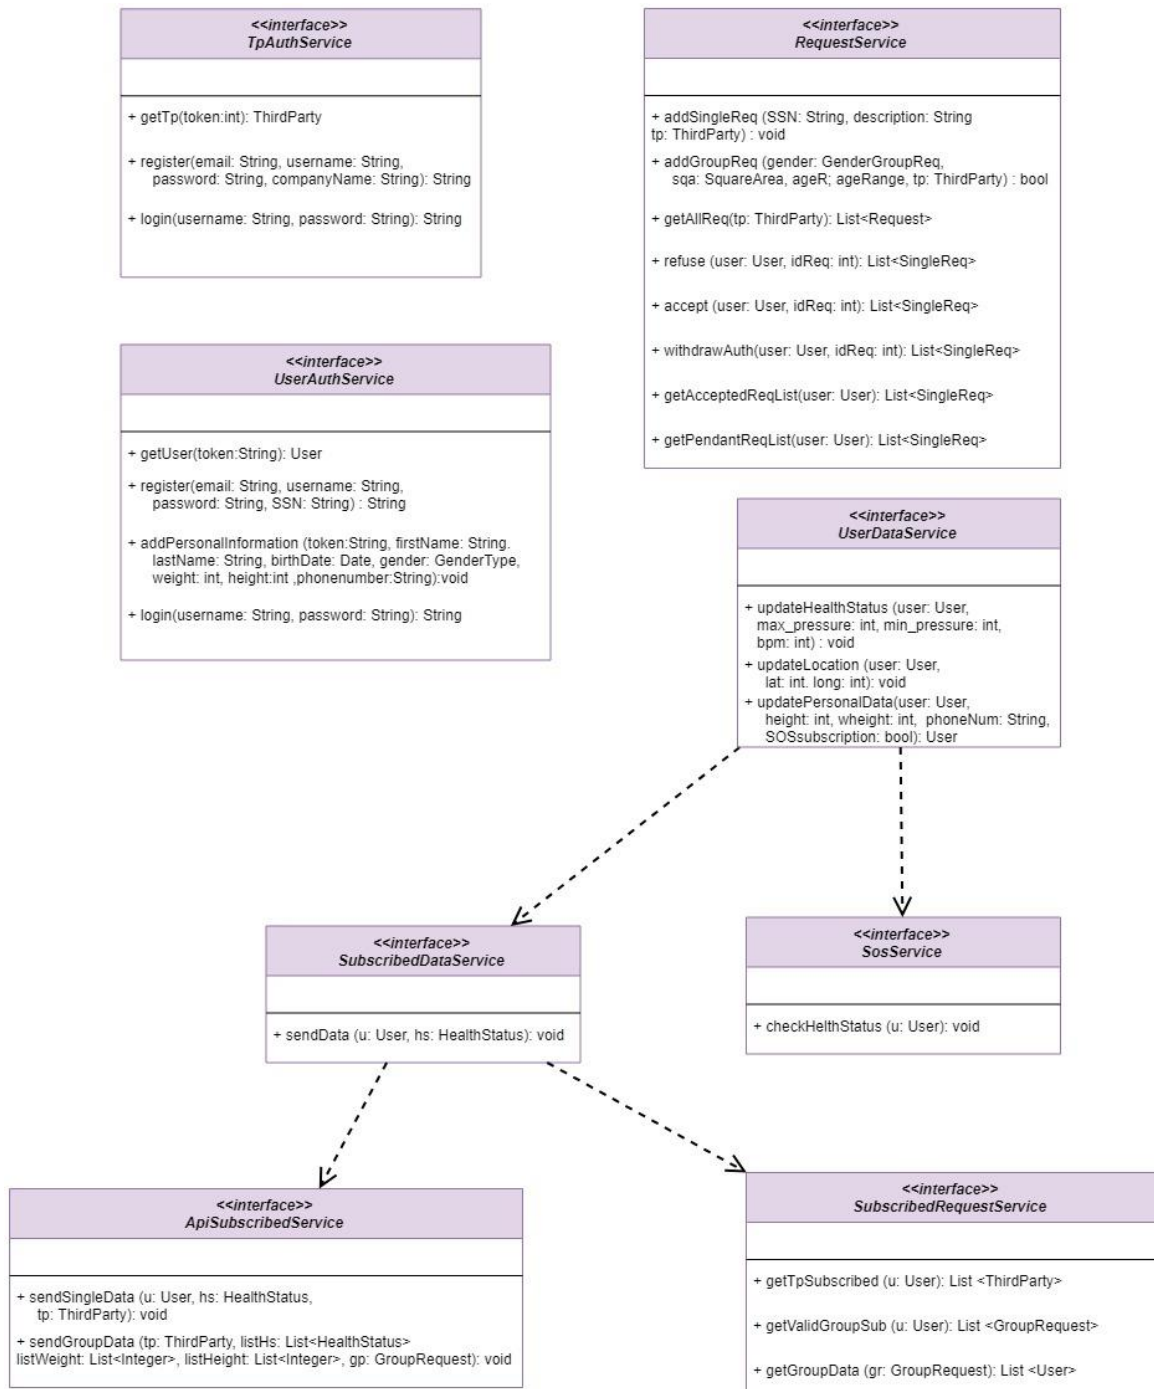 <<interface>>
TpAuthService
+ getTp(token:int): ThirdParty
+ register(email: String, username: String,
password: String, companyName: String): String
+ login(username: String, password: String): String
<<interface>>
RequestService
+ addSingleReq (SSN: String, description: String
tp: ThirdParty) : void
+ addGroupReq (gender: GenderGroupReq,
sqa: SquareArea, ageR; ageRange, tp: ThirdParty) : bool
+ getAllReq(tp: ThirdParty): List<Request>
+ refuse (user: User, idReq: int): List<SingleReq>
+ accept (user: User, idReq: int): List<SingleReq>
+ withdrawAuth(user: User, idReq: int): List<SingleReq>
+ getAcceptedReqList(user: User): List<SingleReq>
+ getPendantReqList(user: User): List<SingleReq>
<<interface>>
UserAuthService
+ getUser(token:String): User
+ register(email: String, username: String,
password: String, SSN: String) : String
+ addPersonalInformation (token:String, firstName: String.
lastName: String, birthDate: Date, gender: GenderType,
weight: int, height:int ,phonenumber:String):void
+ login(username: String, password: String): String
<<interface>>
UserDataService
+ updateHealthStatus (user: User,
max_pressure: int, min_pressure: int,
bpm: int) : void
+ updateLocation (user: User,
lat: int. long: int): void
+ updatePersonalData(user: User,
height: int, wheight: int, phoneNum: String,
SOSsubscription: bool): User
<<interface>>
SubscribedDataService
+ sendData (u: User, hs: HealthStatus): void
<<interface>>
SosService
+ checkHelthStatus (u: User): void
<<interface>>
ApiSubscribedService
+ sendSingleData (u: User, hs: HealthStatus,
tp: ThirdParty): void
+ sendGroupData (tp: ThirdParty, listHs: List<HealthStatus>
listWeight: List<Integer>, listHeight: List<Integer>, gp: GroupRequest): void
<<interface>>
SubscribedRequestService
+ getTpSubscribed (u: User): List <ThirdParty>
+ getValidGroupSub (u: User): List <GroupRequest>
+ getGroupData (gr: GroupRequest): List <User>